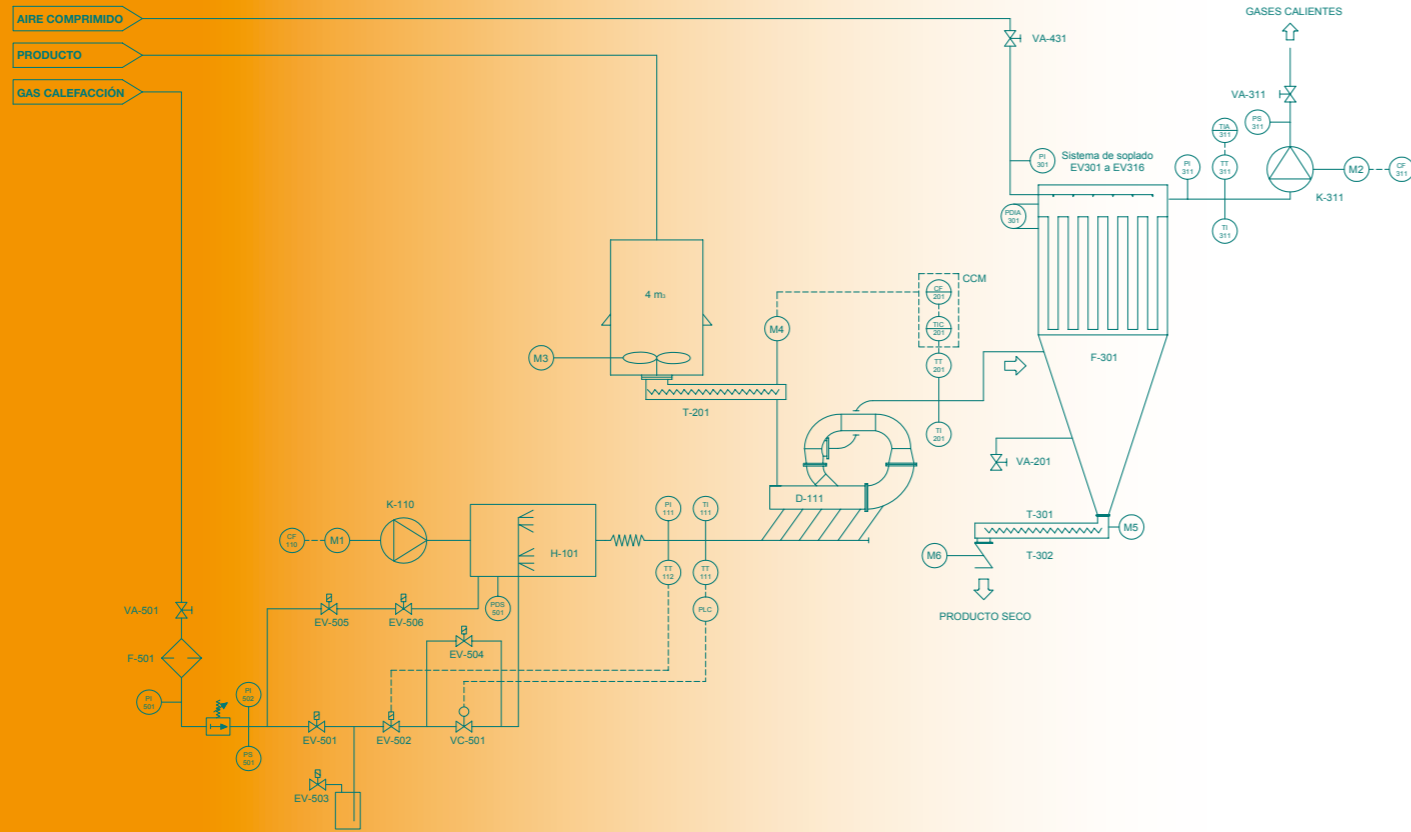 AIRE COMPRIMIDO
PRODUCTO
GAS CALEFACCIÓN
GASES CALIENTES
VA-431
VA-311
PS
311
TIA
311
PI
301
Sistema de soplado
EV301 a EV316
PI
311
TT
311
M2
CF
311
K-311
PDIA
301
TI
311
4 m3
CCM
CF
201
TIC
201
M4
M3
TT
201
F-301
T-201
TI
201
VA-201
D-111
K-110
PI
111
TI
111
CF
110
M1
H-101
T-301
M5
M6
T-302
TT
112
TT
111
PDS
501
PLC
VA-501
EV-505
EV-506
PRODUCTO SECO
EV-504
F-501
PI
501
PI
502
EV-501
EV-502
VC-501
PS
501
EV-503